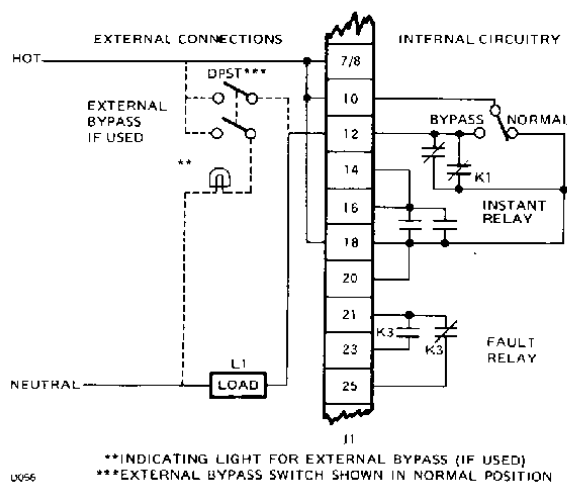 EXTERNAL CONNECTIONS
INTERNAL CIRCUITRY
HOT
7/8
DPST***
10
EXTERNAL
BYPASS
IF USED
12
BYPASS
NORMAL
**
14
K1
16
INSTANT
RELAY
18
20
21
K3
K3
FAULT
RELAY
23
L1
NEUTRAL
LOAD
25
J1
**INDICATING LIGHT FOR EXTERNAL BYPASS (IF USED)
***EXTERNAL BYPASS SWITCH SHOWN IN NORMAL POSITION
U056